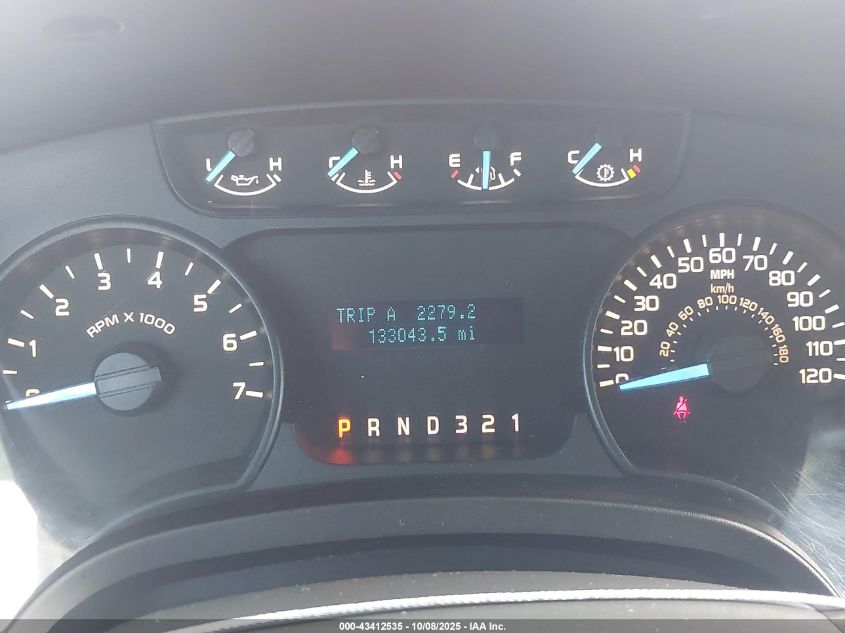 L H C H E F C H
0 1 2 3 4 5 6 7
RPM X 1000
TRIP A 2279.2
133043.5 mi
P R N D 3 2 1
0 10 20 30 40 50 60 70 80 90 100 110 120
MPH
km/h
20 40 60 80 100 120 140 160 180
000-43412535 - 10/08/2025 - IAA Inc.